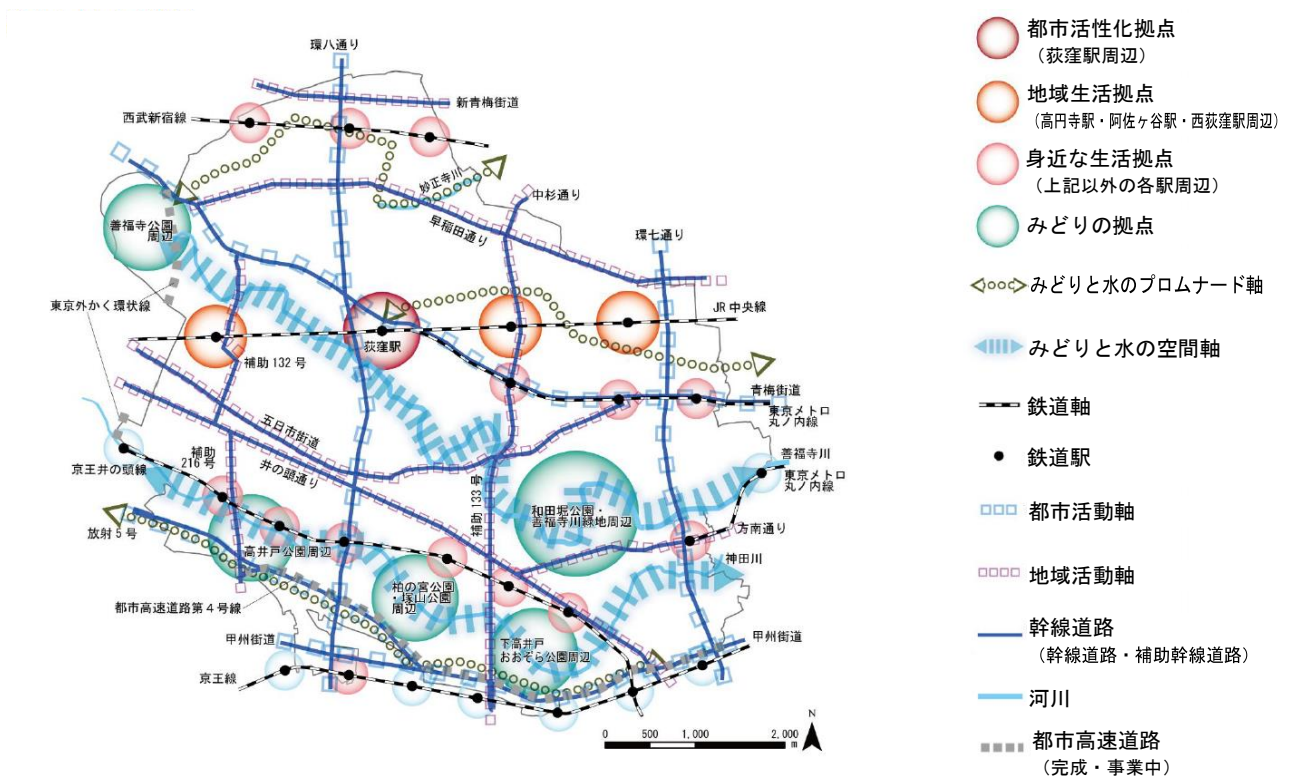 環八通り
新青梅街道
西武新宿線
妙正寺川
中杉通り
早稲田通り
環七通り
善福寺公園
周辺
東京外かく環状線
JR 中央線
荻窪駅
補助 132 号
青梅街道
東京メトロ
丸ノ内線
五日市街道
井の頭通り
補助
216 号
京王井の頭線
善福寺川
東京メトロ
丸ノ内線
補助 133 号
和田堀公園・
善福寺川緑地周辺
放射 5 号
高井戸公園周辺
方南通り
神田川
柏の宮公園
・塚山公園
周辺
都市高速道路第 4 号線
甲州街道
下高井戸
おおぞら公園周辺
甲州街道
京王線
0 500 1,000 2,000
m
N
都市活性化拠点
（荻窪駅周辺）
地域生活拠点
（高円寺駅・阿佐ヶ谷駅・西荻窪駅周辺）
身近な生活拠点
（上記以外の各駅周辺）
みどりの拠点
みどりと水のプロムナード軸
みどりと水の空間軸
鉄道軸
鉄道駅
都市活動軸
地域活動軸
幹線道路
（幹線道路・補助幹線道路）
河川
都市高速道路
（完成・事業中）